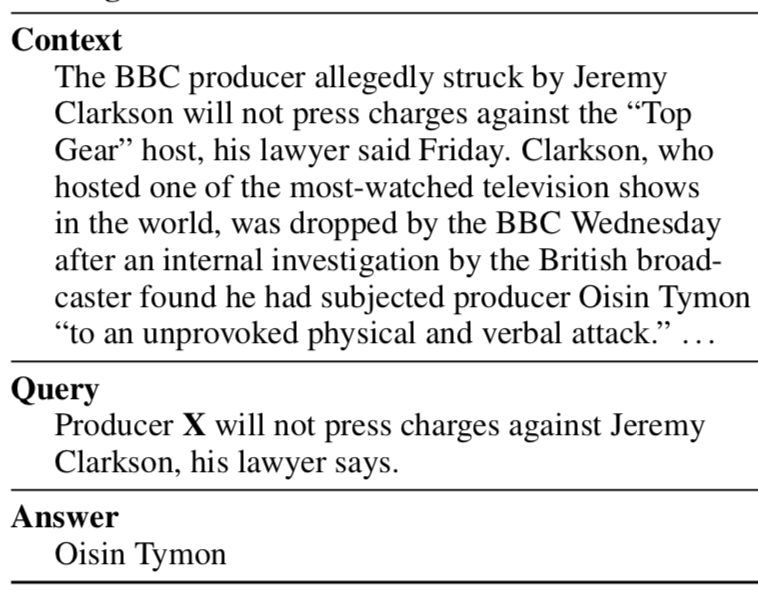 Context
The BBC producer allegedly struck by Jeremy
Clarkson will not press charges against the “Top
Gear” host, his lawyer said Friday. Clarkson, who
hosted one of the most-watched television shows
in the world, was dropped by the BBC Wednesday
after an internal investigation by the British broad-
caster found he had subjected producer Oisin Tymon
“to an unprovoked physical and verbal attack.” ...
Query
Producer X will not press charges against Jeremy
Clarkson, his lawyer says.
Answer
Oisin Tymon